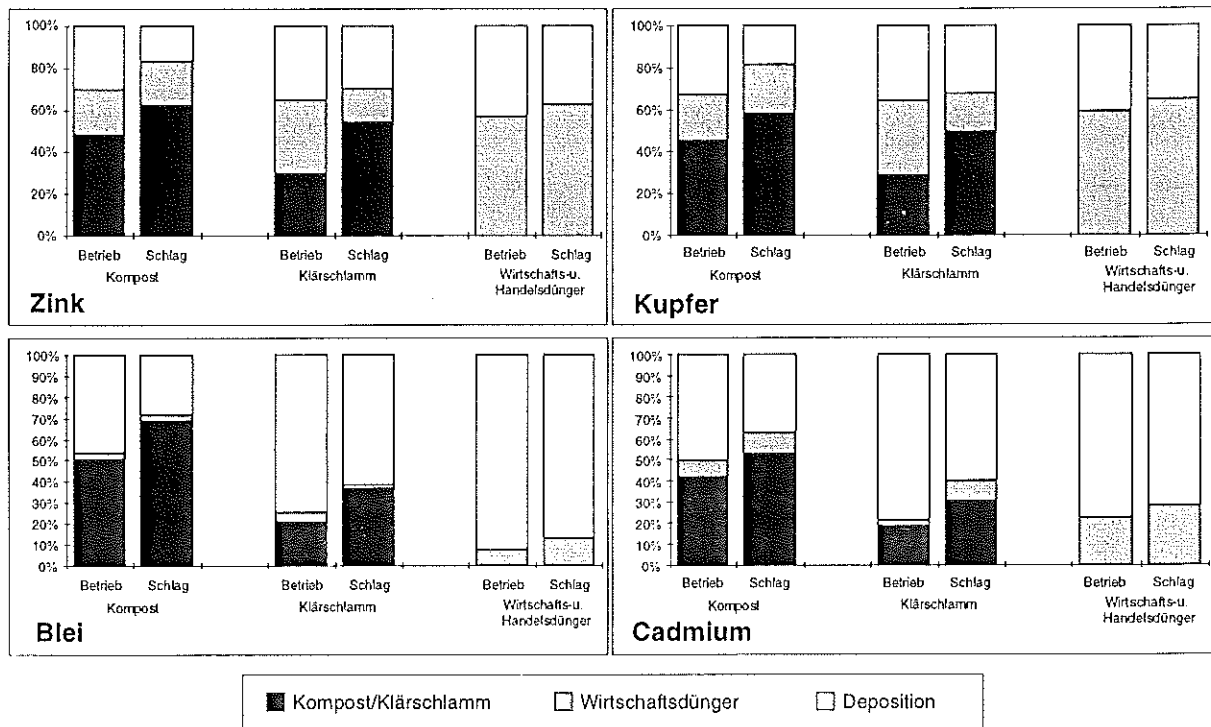 100%
80%
60%
40%
20%
0%
Betrieb Schlag Betrieb Schlag Betrieb Schlag
Kompost Klärschlamm Wirtschafts-u.
Handelsdünger
Zink
100%
80%
60%
40%
20%
0%
Betrieb Schlag Betrieb Schlag Betrieb Schlag
Kompost Klärschlamm Wirtschafts-u.
Handelsdünger
Kupfer
100%
90%
80%
70%
60%
50%
40%
30%
20%
10%
0%
Betrieb Schlag Betrieb Schlag Betrieb Schlag
Kompost Klärschlamm Wirtschafts-u.
Handelsdünger
Blei
100%
90%
80%
70%
60%
50%
40%
30%
20%
10%
0%
Betrieb Schlag Betrieb Schlag Betrieb Schlag
Kompost Klärschlamm Wirtschafts-u.
Handelsdünger
Cadmium
Kompost/Klärschlamm Wirtschaftsdünger Deposition